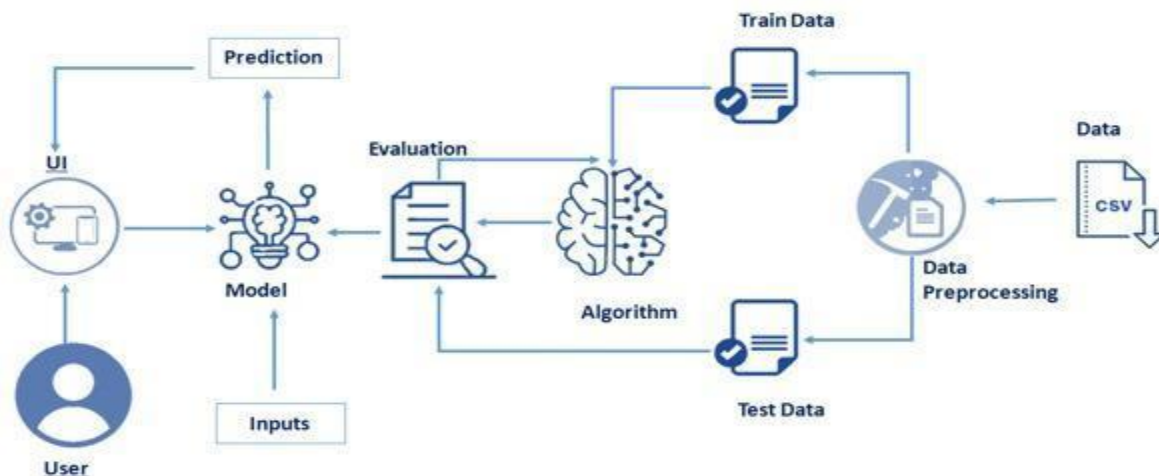 Train Data
Prediction
Data
Evaluation
UI
CSV
Model
Data
Preprocessing
Algorithm
Inputs
Test Data
User